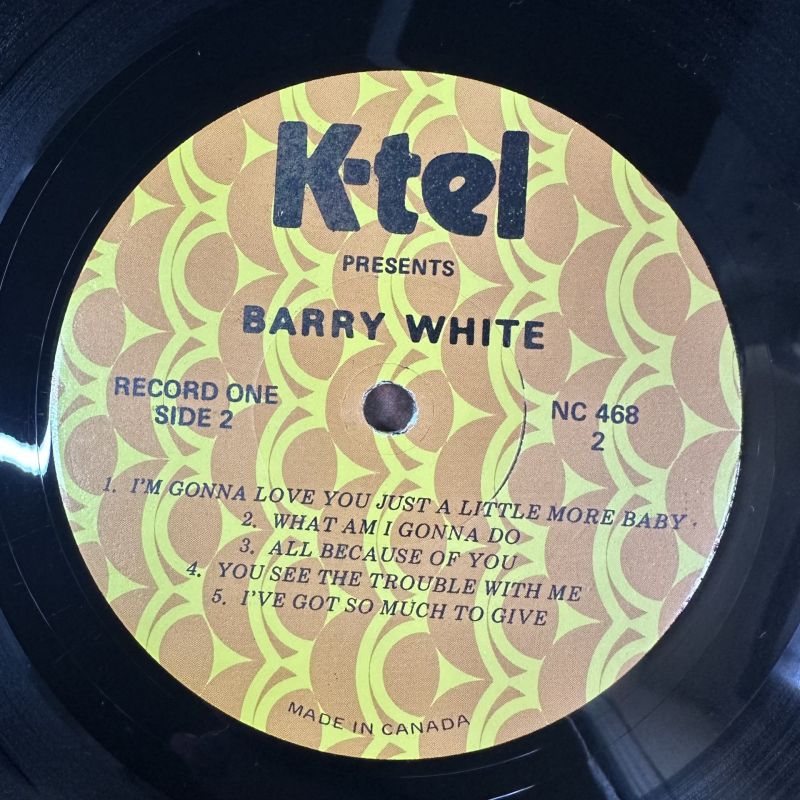 K-tel
PRESENTS
BARRY WHITE
RECORD ONE
SIDE 2
NC 468
2
1. I'M GONNA LOVE YOU JUST A LITTLE MORE BABY
2. WHAT AM I GONNA DO
3. ALL BECAUSE OF YOU
4. YOU SEE THE TROUBLE WITH ME
5. I'VE GOT SO MUCH TO GIVE
MADE IN CANADA